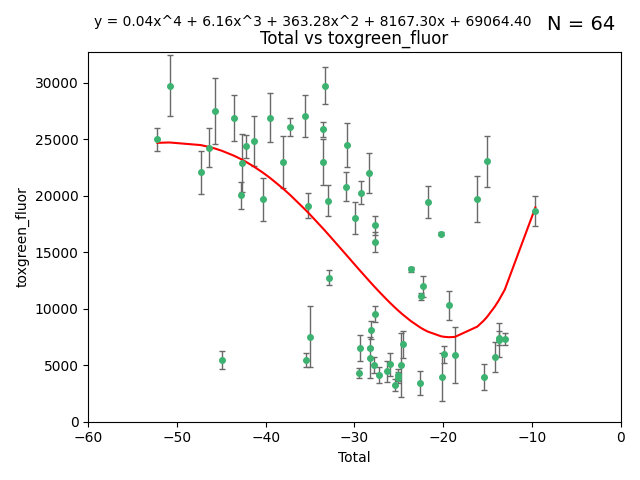 y = 0.04x^4 + 6.16x^3 + 363.28x^2 + 8167.30x + 69064.40
N = 64
Total vs toxgreen_fluor
toxgreen_fluor
30000
25000
20000
15000
10000
5000
0
−60
−50
−40
−30
−20
−10
0
Total